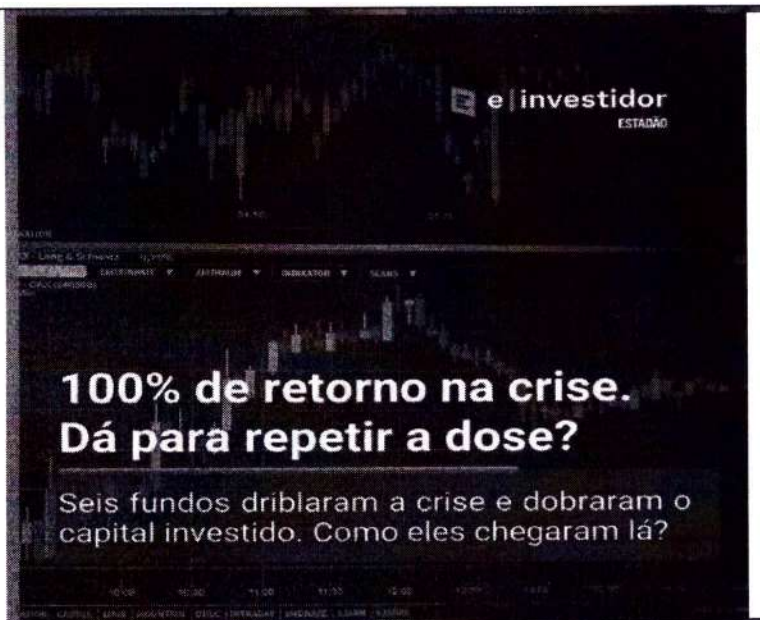 e|investidor
ESTADÃO
100% de retorno na crise.
Dá para repetir a dose?
Seis fundos driblaram a crise e dobraram o
capital investido. Como eles chegaram lá?